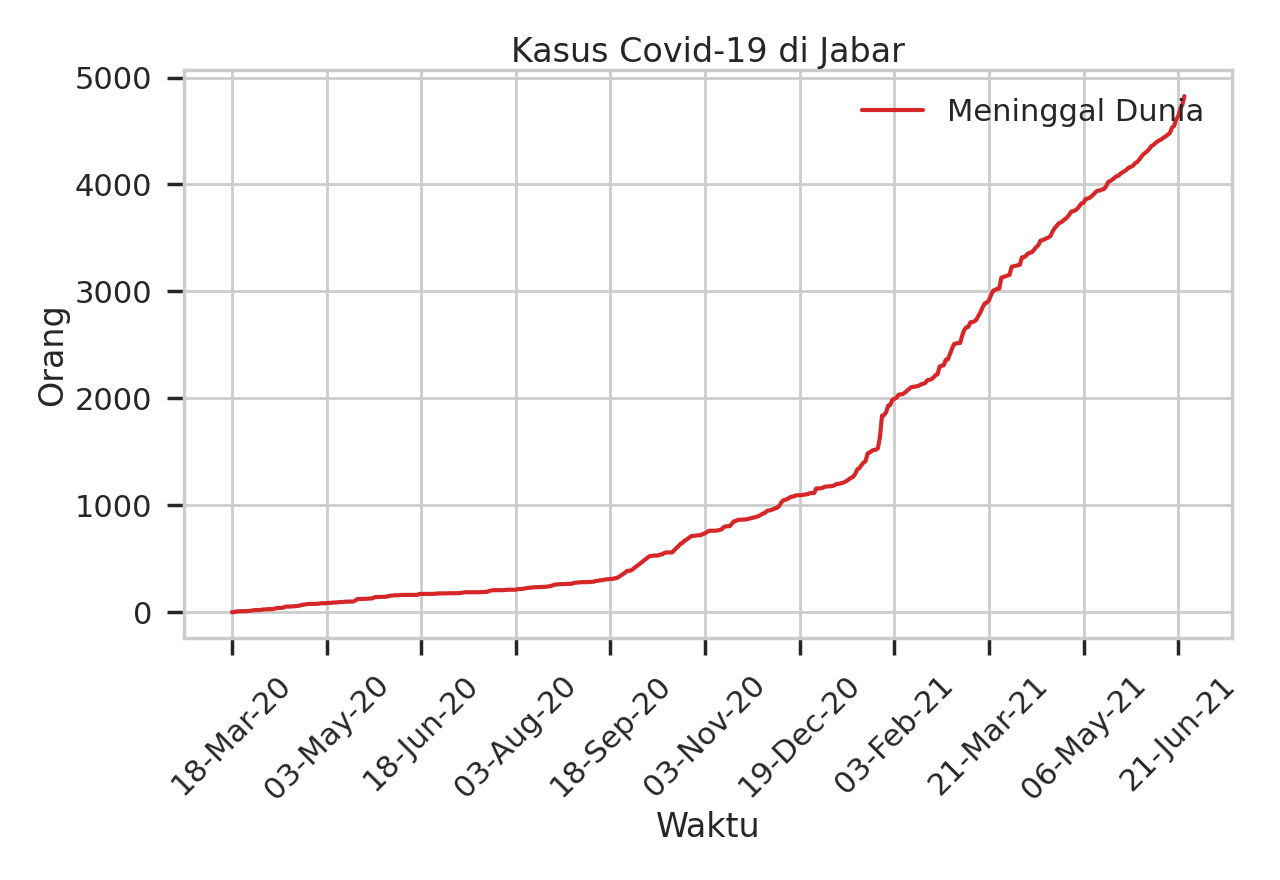 Kasus Covid-19 di Jabar
5000
4000
3000
2000
1000
0
Orang
Meninggal Dunia
18-Mar-20
03-May-20
18-Jun-20
03-Aug-20
18-Sep-20
03-Nov-20
19-Dec-20
03-Feb-21
21-Mar-21
06-May-21
21-Jun-21
Waktu